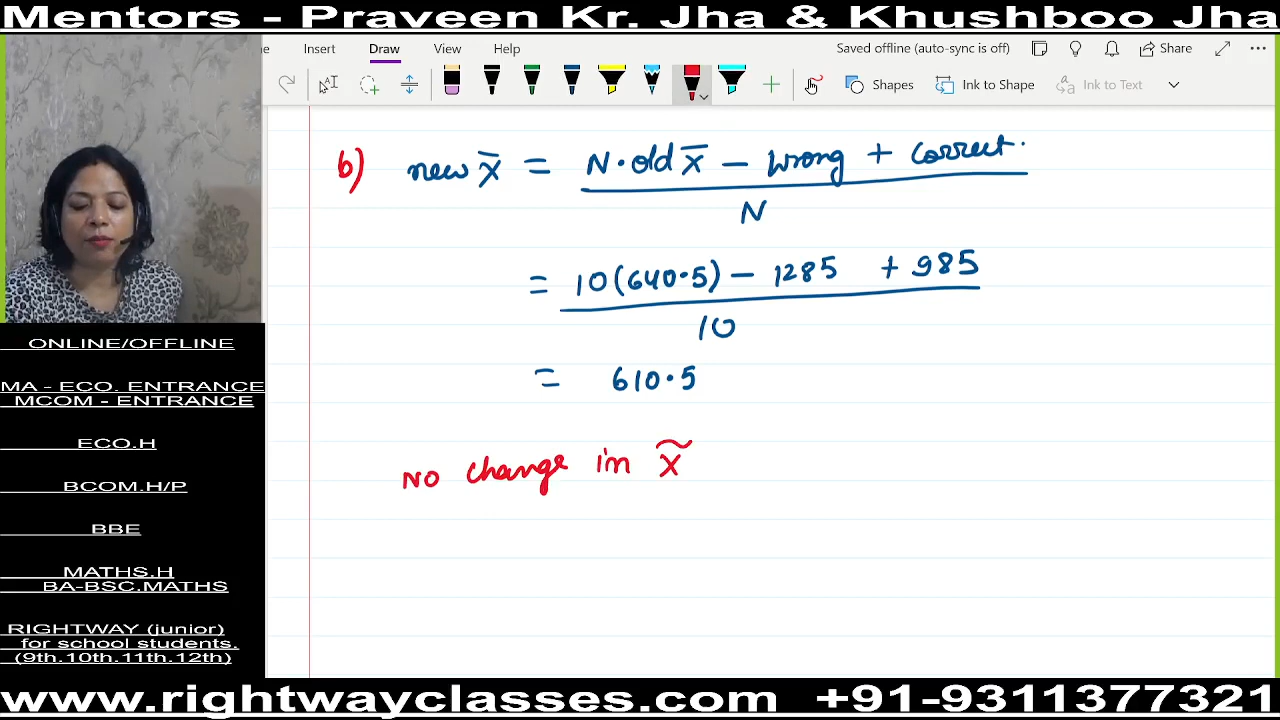 Mentors - Praveen Kr. Jha & Khushboo Jha
Insert Draw View Help
Saved offline (auto-sync is off)
Share
Shapes
Ink to Shape
Ink to Text
b) new x̅ = N·old x̅ - wrong + correct.
N
= 10(640·5) - 1285 + 985
10
= 610·5
NO change in x̃
ONLINE/OFFLINE
MA - ECO. ENTRANCE
MCOM - ENTRANCE
ECO.H
BCOM.H/P
BBE
MATHS.H
BA-BSC.MATHS
RIGHTWAY (junior)
for school students.
(9th.10th.11th.12th)
www.rightwayclasses.com +91-9311377321